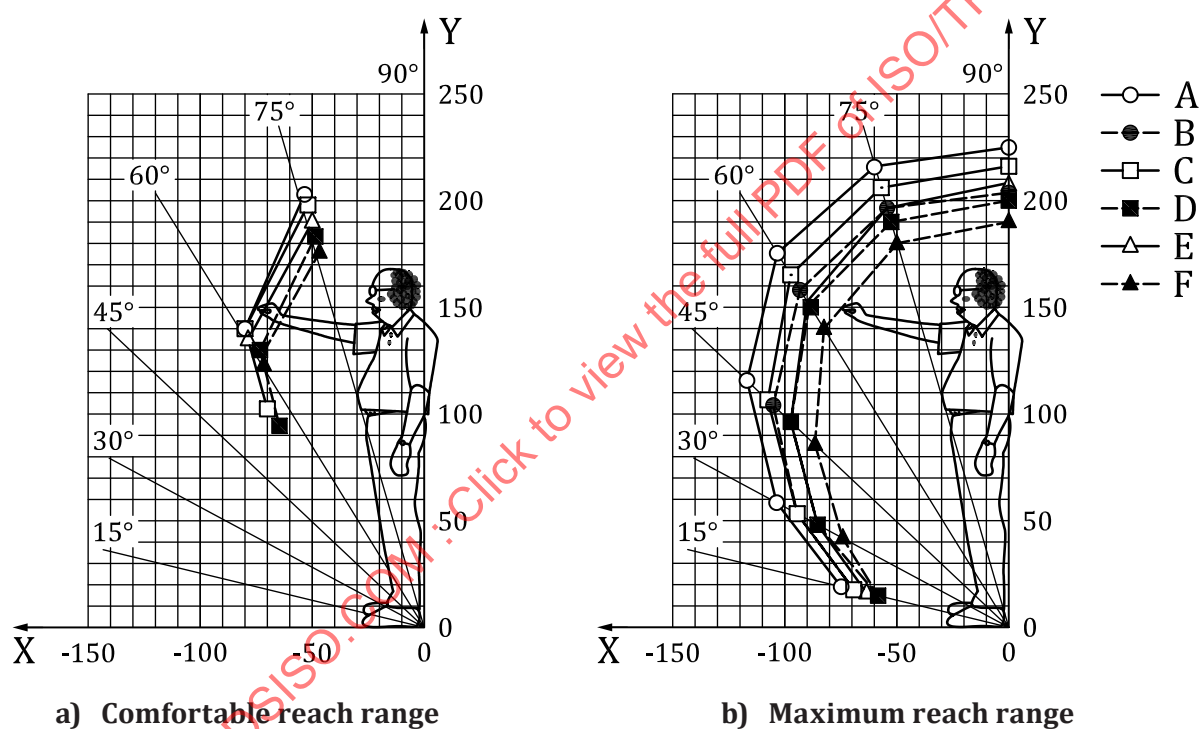 Y
90°
250
75°
60°
200
45°
150
100
30°
50
15°
0
X -150 -100 -50 0
a) Comfortable reach range
Y
90°
250
75°
60°
200
45°
150
100
30°
50
15°
0
X -150 -100 -50 0
b) Maximum reach range
A
B
C
D
E
F
DSISO.COM : Click to view the full PDF of ISO/T